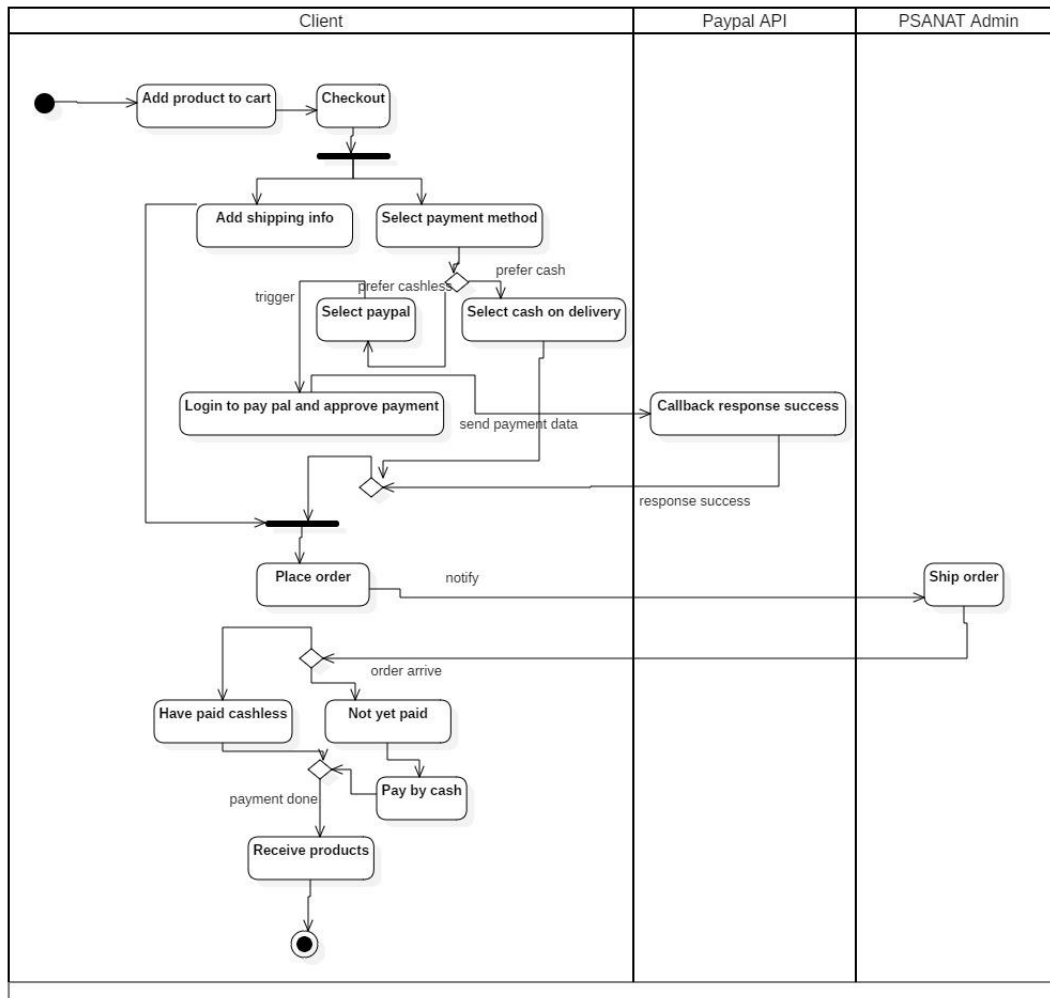 Client
Paypal API
PSANAT Admin
Add product to cart
Checkout
Add shipping info
Select payment method
prefer cash
prefer cashless
trigger
Select paypal
Select cash on delivery
Login to pay pal and approve payment
Callback response success
send payment data
response success
Place order
notify
Ship order
order arrive
Have paid cashless
Not yet paid
Pay by cash
payment done
Receive products